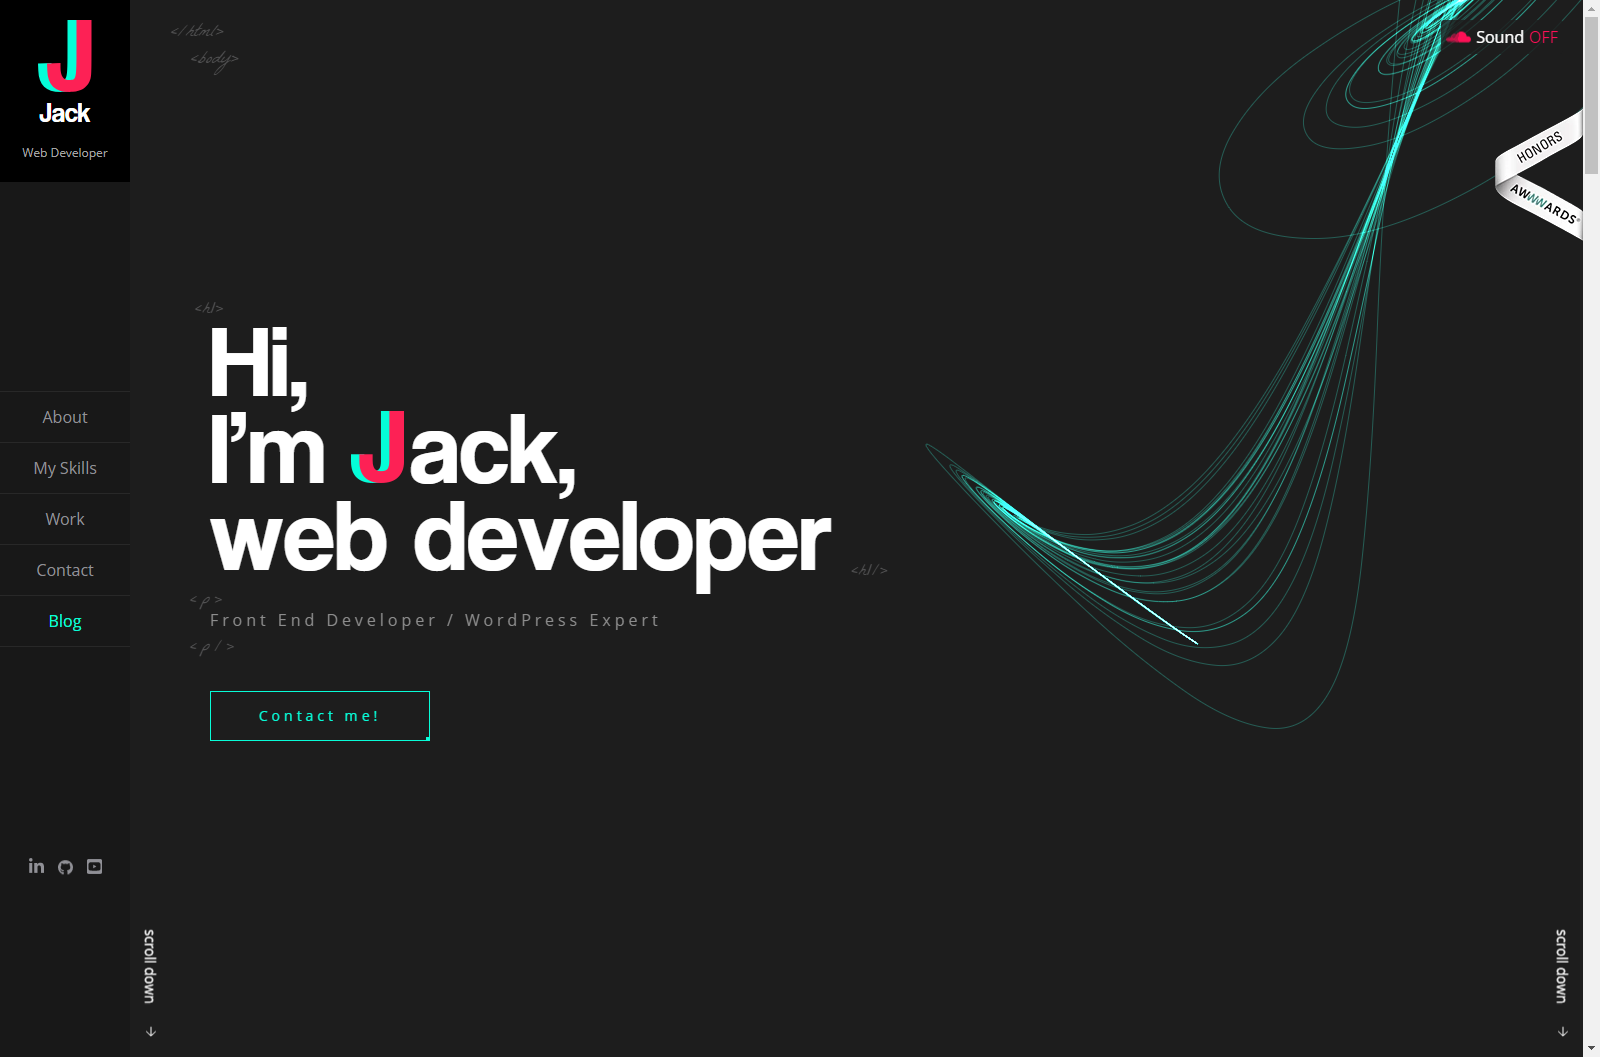 J
Jack
Web Developer
About
My Skills
Work
Contact
Blog
</html>
<body>
Sound OFF
HONORS
AWWWARDS
<h1>
Hi,
I'm Jack,
web developer
<h1/>
<p>
Front End Developer / WordPress Expert
<p/>
Contact me!
in
scroll down
scroll down